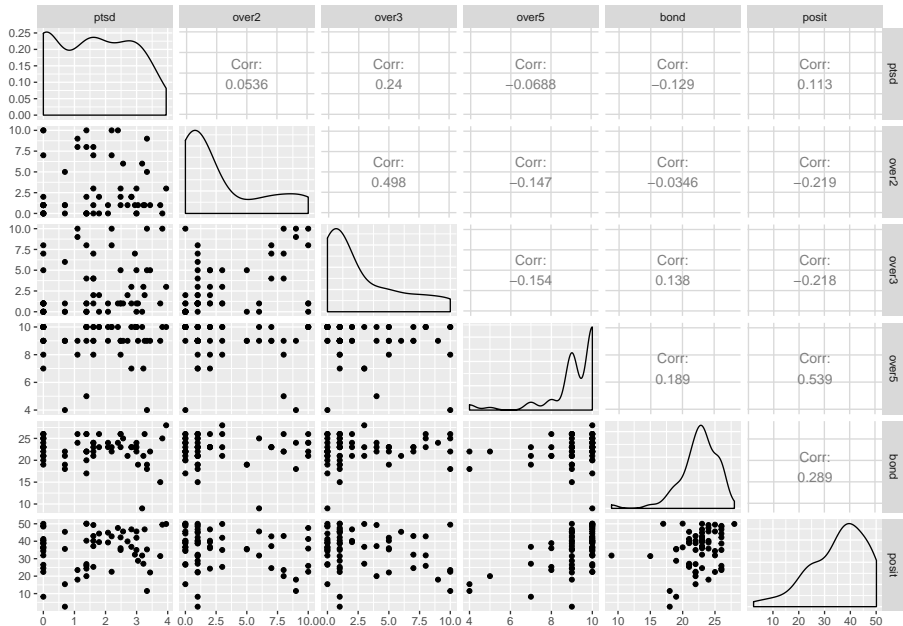 ptsd over2 over3 over5 bond posit
0.25
0.20
0.15
0.10
0.05
0.00
Corr:
0.0536
Corr:
0.24
Corr:
−0.0688
Corr:
−0.129
Corr:
0.113
ptsd
10.0
7.5
5.0
2.5
0.0
Corr:
0.498
Corr:
−0.147
Corr:
−0.0346
Corr:
−0.219
over2
10.0
7.5
5.0
2.5
0.0
Corr:
−0.154
Corr:
0.138
Corr:
−0.218
over3
10
8
6
4
Corr:
0.189
Corr:
0.539
over5
25
20
15
10
Corr:
0.289
bond
50
40
30
20
10
posit
0 1 2 3 4 0.0 2.5 5.0 7.5 10.0 0.0 2.5 5.0 7.5 10.0 4 6 8 10 10 15 20 25 10 20 30 40 50